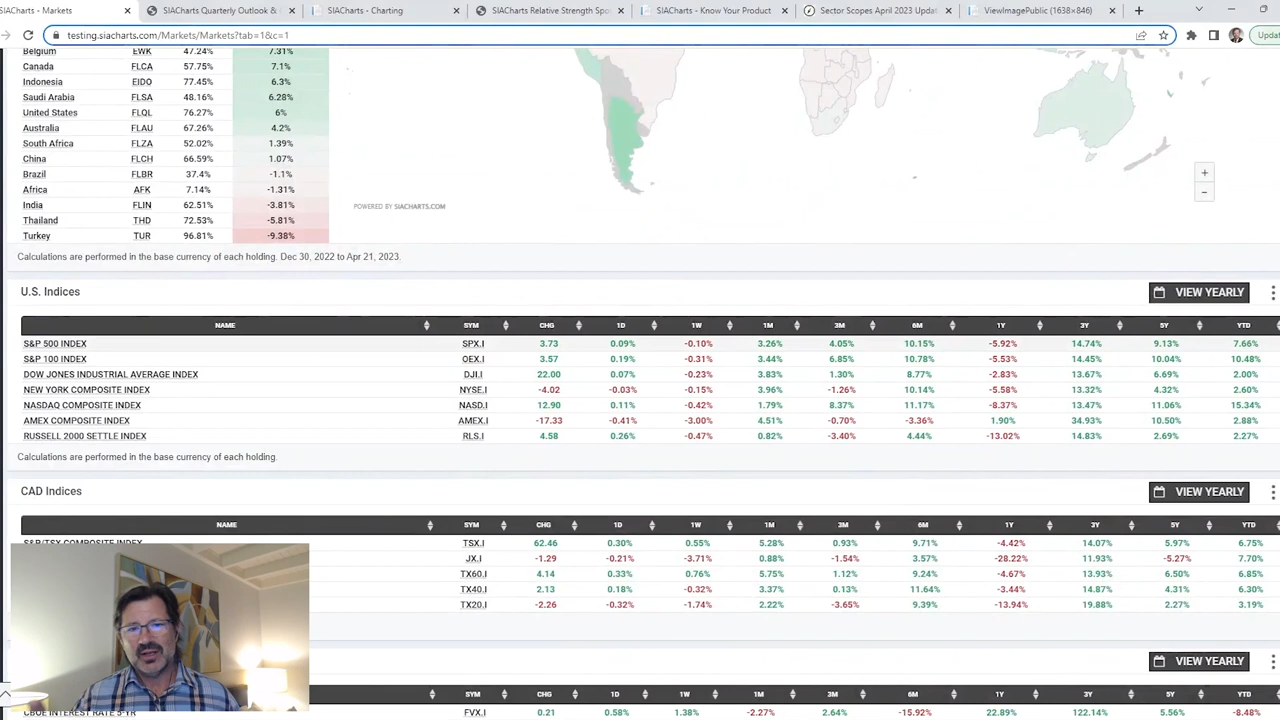 SIACharts - Markets
SIACharts Quarterly Outlook &
SIACharts - Charting
SIACharts Relative Strength Spo
SIACharts - Know Your Product
Sector Scopes April 2023 Updat
ViewImagePublic (1638×846)
testing.siacharts.com/Markets/Markets?tab=1&c=1
Updat
Belgium EWK 47.24% 7.31%
Canada FLCA 57.75% 7.1%
Indonesia EIDO 77.45% 6.3%
Saudi Arabia FLSA 48.16% 6.28%
United States FLQL 76.27% 6%
Australia FLAU 67.26% 4.2%
South Africa FLZA 52.02% 1.39%
China FLCH 66.59% 1.07%
Brazil FLBR 37.4% -1.1%
Africa AFK 7.14% -1.31%
India FLIN 62.51% -3.81%
Thailand THD 72.53% -5.81%
Turkey TUR 96.81% -9.38%
POWERED BY SIACHARTS.COM
Calculations are performed in the base currency of each holding. Dec 30, 2022 to Apr 21, 2023.
U.S. Indices VIEW YEARLY
NAME SYM CHG 1D 1W 1M 3M 6M 1Y 3Y 5Y YTD
S&P 500 INDEX SPX.I 3.73 0.09% -0.10% 3.26% 4.05% 10.15% -5.92% 14.74% 9.13% 7.66%
S&P 100 INDEX OEX.I 3.57 0.19% -0.31% 3.44% 6.85% 10.78% -5.53% 14.45% 10.04% 10.48%
DOW JONES INDUSTRIAL AVERAGE INDEX DJI.I 22.00 0.07% -0.23% 3.83% 1.30% 8.77% -2.83% 13.67% 6.69% 2.00%
NEW YORK COMPOSITE INDEX NYSE.I -4.02 -0.03% -0.15% 3.96% -1.26% 10.14% -5.58% 13.32% 4.32% 2.60%
NASDAQ COMPOSITE INDEX NASD.I 12.90 0.11% -0.42% 1.79% 8.37% 11.17% -8.37% 13.47% 11.06% 15.34%
AMEX COMPOSITE INDEX AMEX.I -17.33 -0.41% -3.00% 4.51% -0.70% -3.36% 1.90% 34.93% 10.50% 2.88%
RUSSELL 2000 SETTLE INDEX RLS.I 4.58 0.26% -0.47% 0.82% -3.40% 4.44% -13.02% 14.83% 2.69% 2.27%
Calculations are performed in the base currency of each holding.
CAD Indices VIEW YEARLY
NAME SYM CHG 1D 1W 1M 3M 6M 1Y 3Y 5Y YTD
S&P/TSX COMPOSITE INDEX TSX.I 62.46 0.30% 0.55% 5.28% 0.93% 9.71% -4.42% 14.07% 5.97% 6.75%
JX.I -1.29 -0.21% -3.71% 0.88% -1.54% 3.57% -28.22% 11.93% -5.27% 7.70%
TX60.I 4.14 0.33% 0.76% 5.75% 1.12% 9.24% -4.67% 13.93% 6.50% 6.85%
TX40.I 2.13 0.18% -0.32% 3.37% 0.13% 11.64% -3.44% 14.87% 4.31% 6.30%
TX20.I -2.26 -0.32% -1.74% 2.22% -3.65% 9.39% -13.94% 19.88% 2.27% 3.19%
VIEW YEARLY
SYM CHG 1D 1W 1M 3M 6M 1Y 3Y 5Y YTD
CBOE INTEREST RATE 5-YR FVX.I 0.21 0.58% 1.38% -2.27% 2.64% -15.92% 22.89% 122.14% 5.56% -8.48%